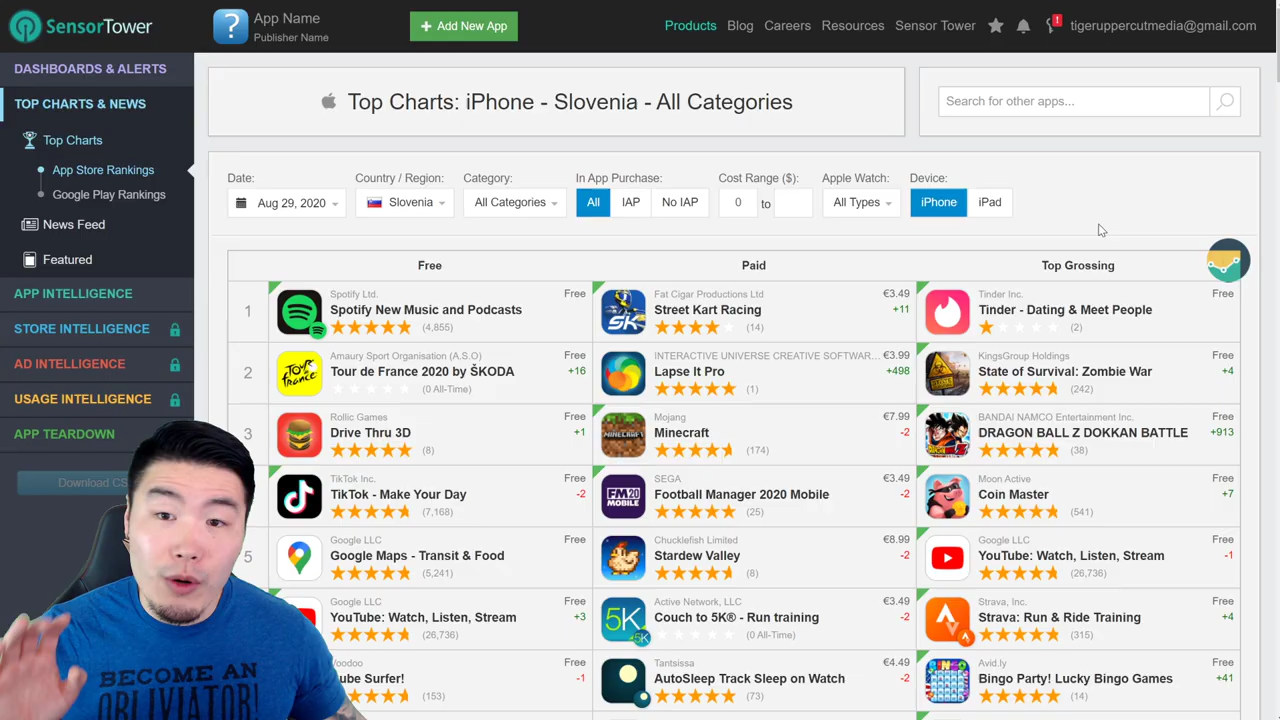 SensorTower
?
App Name
Publisher Name
+ Add New App
Products
Blog
Careers
Resources
Sensor Tower
1
tigeruppercutmedia@gmail.com
DASHBOARDS & ALERTS
TOP CHARTS & NEWS
Top Charts
App Store Rankings
Google Play Rankings
News Feed
Featured
APP INTELLIGENCE
STORE INTELLIGENCE
AD INTELLIGENCE
USAGE INTELLIGENCE
APP TEARDOWN
Download CS
Top Charts: iPhone - Slovenia - All Categories
Search for other apps...
Date:
Country / Region:
Category:
In App Purchase:
Cost Range ($):
Apple Watch:
Device:
Aug 29, 2020
Slovenia
All Categories
All
IAP
No IAP
0
to
All Types
iPhone
iPad
Free
Paid
Top Grossing
1
Spotify Ltd.
Free
Spotify New Music and Podcasts
(4,855)
Fat Cigar Productions Ltd
€3.49
Street Kart Racing
+11
(14)
SK
Tinder Inc.
Free
Tinder - Dating & Meet People
(2)
2
Amaury Sport Organisation (A.S.O)
Free
Tour de France 2020 by ŠKODA
+16
(0 All-Time)
INTERACTIVE UNIVERSE CREATIVE SOFTWAR...
€3.99
Lapse It Pro
+498
(1)
KingsGroup Holdings
Free
State of Survival: Zombie War
+4
(242)
3
Rollic Games
Free
Drive Thru 3D
+1
(8)
Mojang
€7.99
Minecraft
-2
(174)
MINECRAFT
BANDAI NAMCO Entertainment Inc.
Free
DRAGON BALL Z DOKKAN BATTLE
+913
(38)
TikTok Inc.
Free
TikTok - Make Your Day
-2
(7,168)
SEGA
€3.49
Football Manager 2020 Mobile
-2
(25)
FM20
MOBILE
Moon Active
Free
Coin Master
+7
(541)
5
Google LLC
Free
Google Maps - Transit & Food
(5,241)
Chucklefish Limited
€8.99
Stardew Valley
-2
(8)
Google LLC
Free
YouTube: Watch, Listen, Stream
-1
(26,736)
Google LLC
Free
YouTube: Watch, Listen, Stream
+3
(26,736)
Active Network, LLC
€3.49
Couch to 5K® - Run training
-2
(0 All-Time)
5K
Strava, Inc.
Free
Strava: Run & Ride Training
+4
(315)
Voodoo
Free
ube Surfer!
-1
(153)
Tantsissa
€4.49
AutoSleep Track Sleep on Watch
-2
(73)
Avid.ly
Free
Bingo Party! Lucky Bingo Games
+41
(14)
BINGO
BECOME AN
OBLIVIATOR!